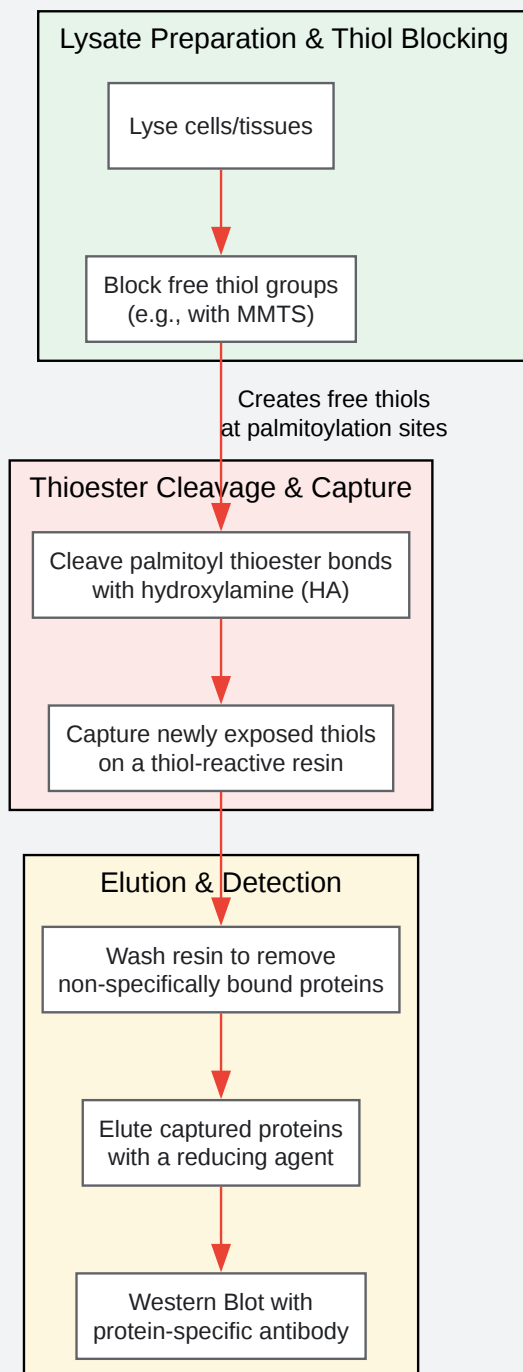 Lysate Preparation & Thiol Blocking
Lyse cells/tissues
Block free thiol groups
(e.g., with MMTS)
Creates free thiols
at palmitoylation sites
Thioester Cleavage & Capture
Cleave palmitoyl thioester bonds
with hydroxylamine (HA)
Capture newly exposed thiols
on a thiol-reactive resin
Elution & Detection
Wash resin to remove
non-specifically bound proteins
Elute captured proteins
with a reducing agent
Western Blot with
protein-specific antibody